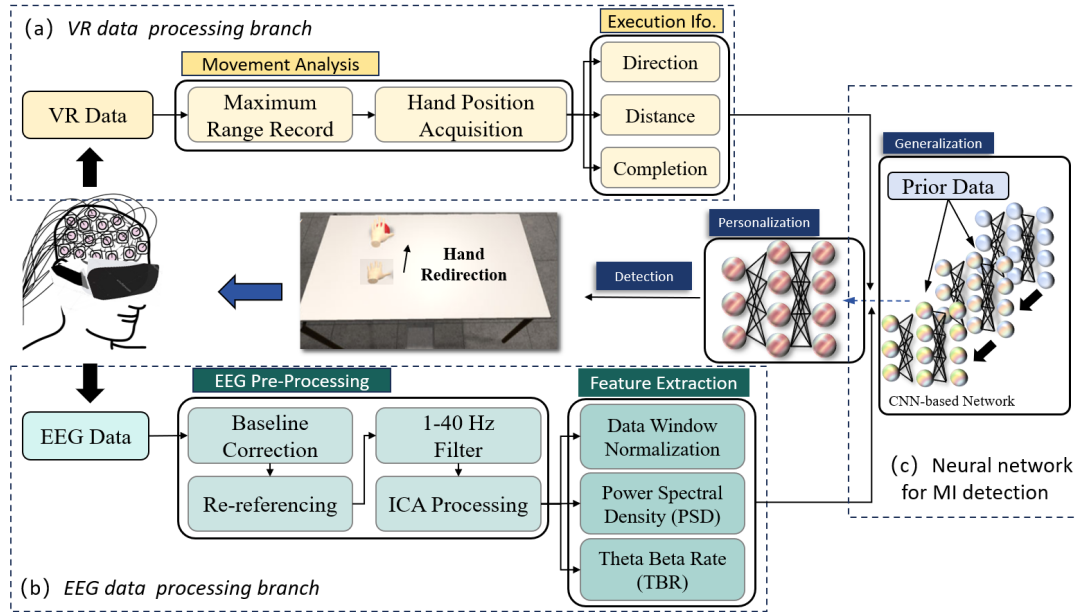 (a) VR data processing branch
Execution Ifo.
Movement Analysis
VR Data
Maximum
Range Record
Hand Position
Acquisition
Direction
Distance
Completion
Generalization
Prior Data
CNN-based Network
Personalization
Detection
Hand
Redirection
EEG Pre-Processing
Feature Extraction
EEG Data
Baseline
Correction
1-40 Hz
Filter
Re-referencing
ICA Processing
Data Window
Normalization
Power Spectral
Density (PSD)
Theta Beta Rate
(TBR)
(c) Neural network
for MI detection
(b) EEG data processing branch